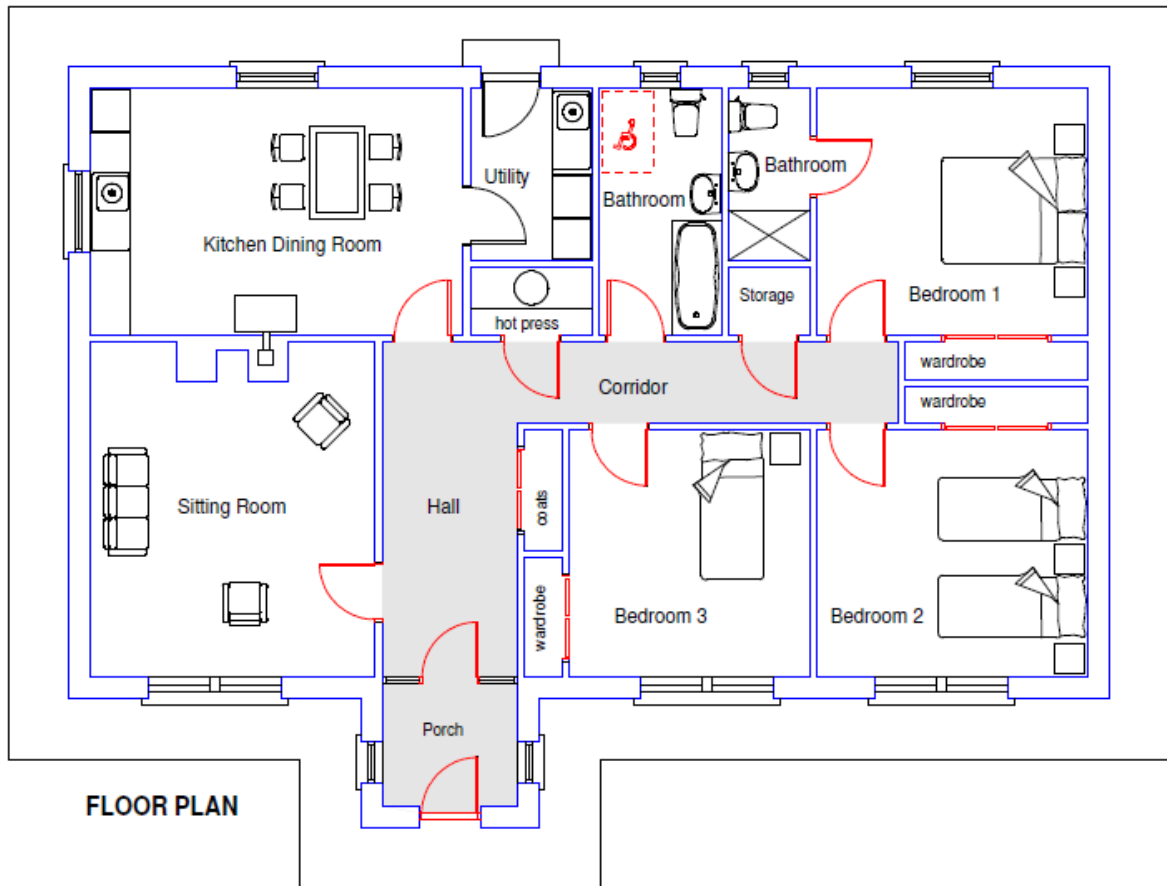 Utility
Bathroom
Bathroom
Kitchen Dining Room
Storage
Bedroom 1
hot press
wardrobe
Corridor
wardrobe
Sitting Room
Hall
coats
wardrobe
Bedroom 3
Bedroom 2
Porch
FLOOR PLAN